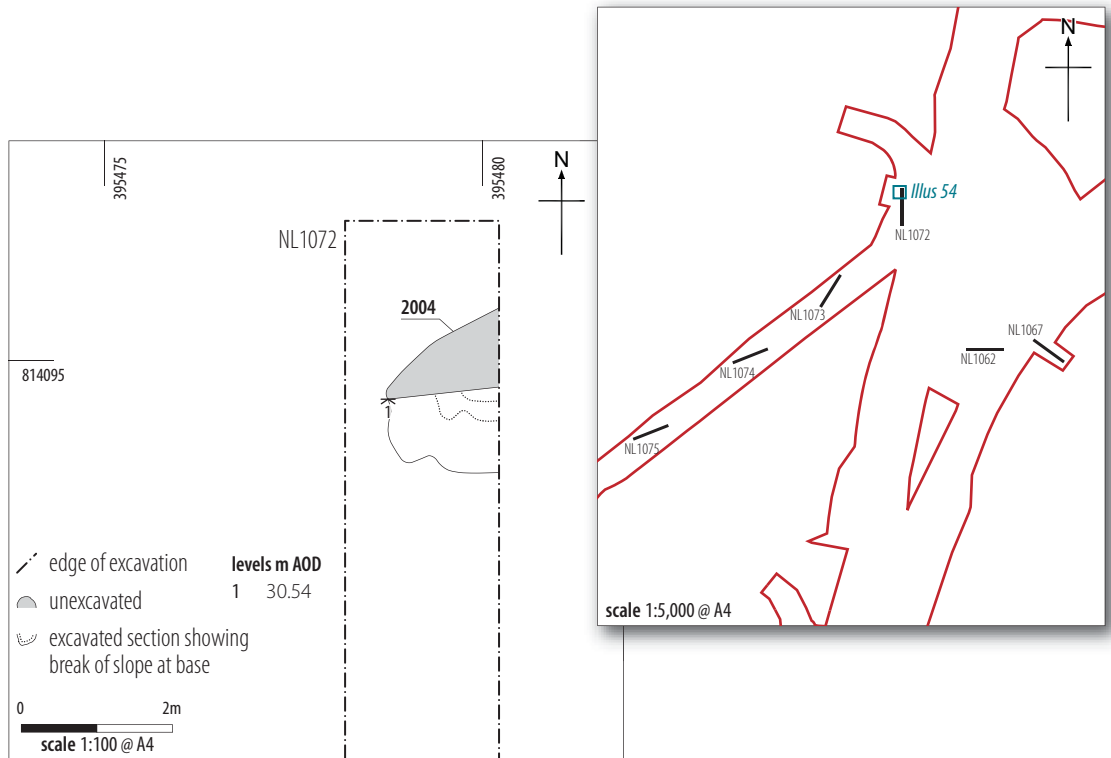 395475
395480
N
NL1072
2004
814095
1
edge of excavation
unexcavated
excavated section showing
break of slope at base
levels m AOD
1 30.54
0 2m
scale 1:100 @ A4
N
Illus 54
NL1072
NL1073
NL1074
NL1075
NL1067
NL1062
scale 1:5,000 @ A4